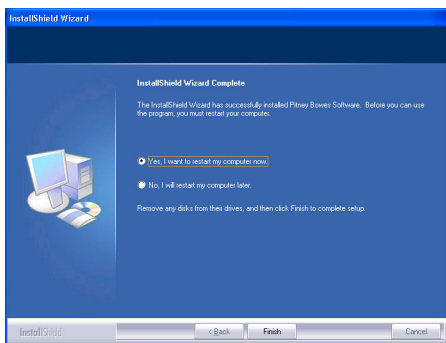 InstallShield Wizard
InstallShield Wizard Complete
The InstallShield Wizard has successfully installed Pitney Bowes Software. Before you can use
the program, you must restart your computer.
Yes, I want to restart my computer now.
No, I will restart my computer later.
Remove any disks from their drives, and then click Finish to complete setup.
InstallShield
< Back
Finish
Cancel